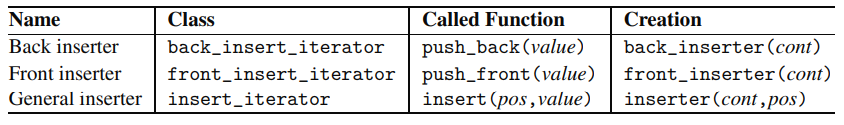 Name Class Called Function Creation
Back inserter back_insert_iterator push_back(value) back_inserter(cont)
Front inserter front_insert_iterator push_front(value) front_inserter(cont)
General inserter insert_iterator insert(pos,value) inserter(cont,pos)